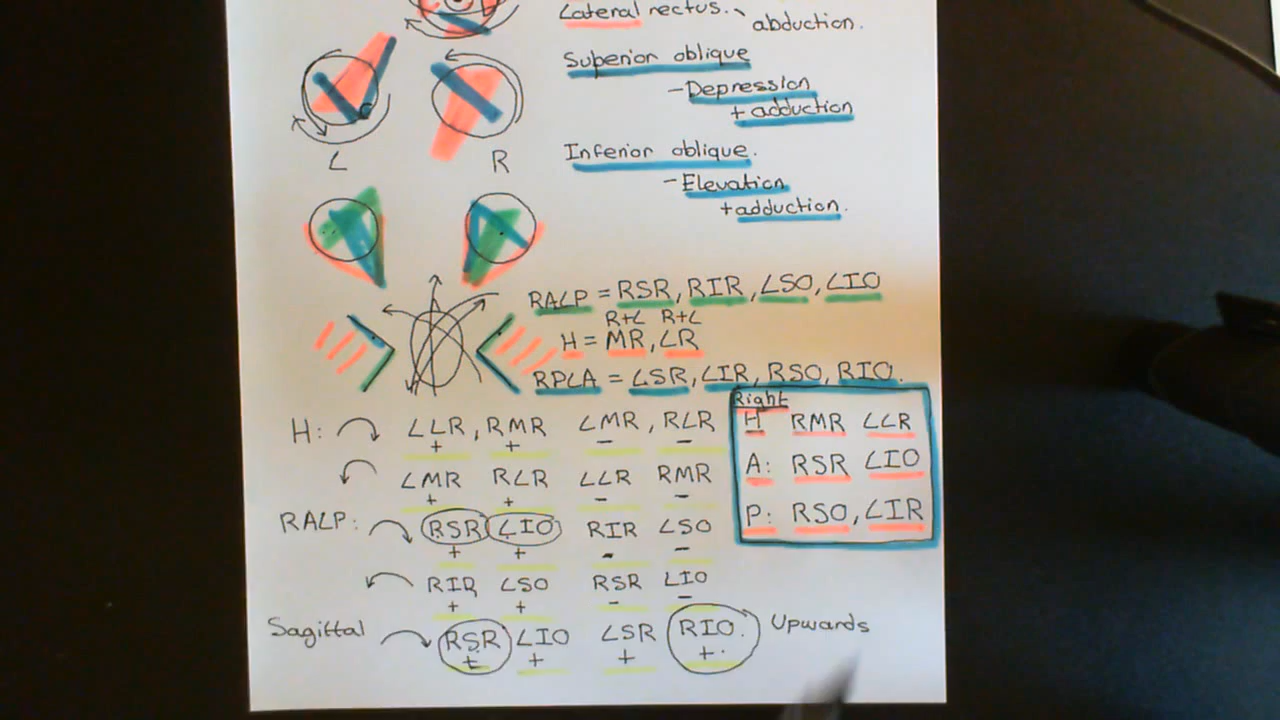 Lateral rectus.
abduction.
Superior oblique
- Depression
+ adduction
L R
Inferior oblique.
- Elevation
+ adduction.
RALP = RSR, RIR, LSO, LIO
R+L R+L
H = MR, LR
RPLA = LSR, LIR, RSO, RIO.
Right
H RMR LLR
A: RSR LIO
P: RSO, LIR
H: LLR, RMR LMR, RLR
+ + - -
LMR RLR LLR RMR
+ + - -
RALP: RSR LIO RIR LSO
+ + - -
RIR LSO RSR LIO
+ + - -
Sagittal RSR LIO LSR RIO. Upwards
+ + + +.